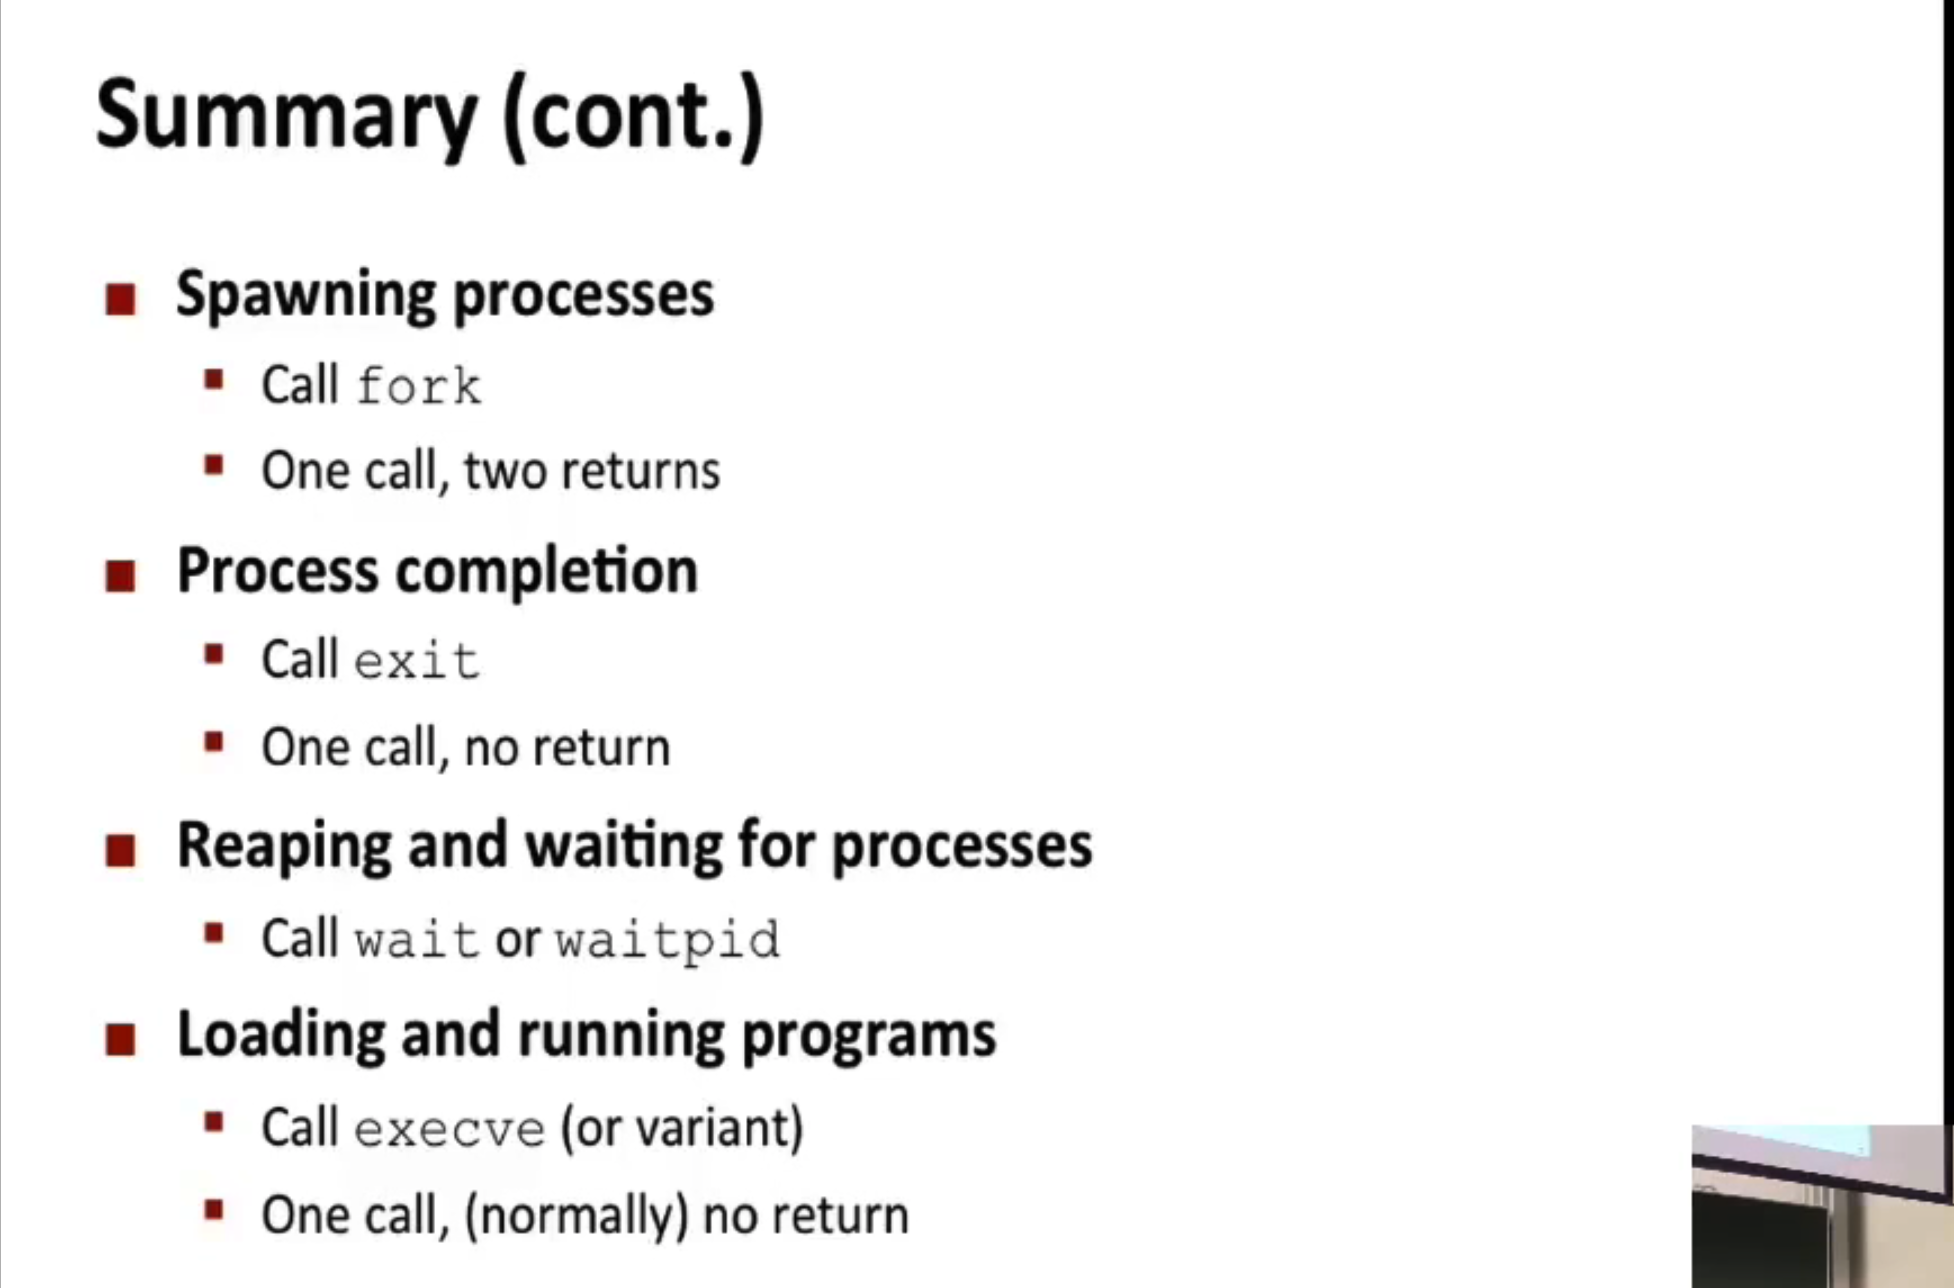 Summary (cont.)
Spawning processes
Call fork
One call, two returns
Process completion
Call exit
One call, no return
Reaping and waiting for processes
Call wait or waitpid
Loading and running programs
Call execve (or variant)
One call, (normally) no return